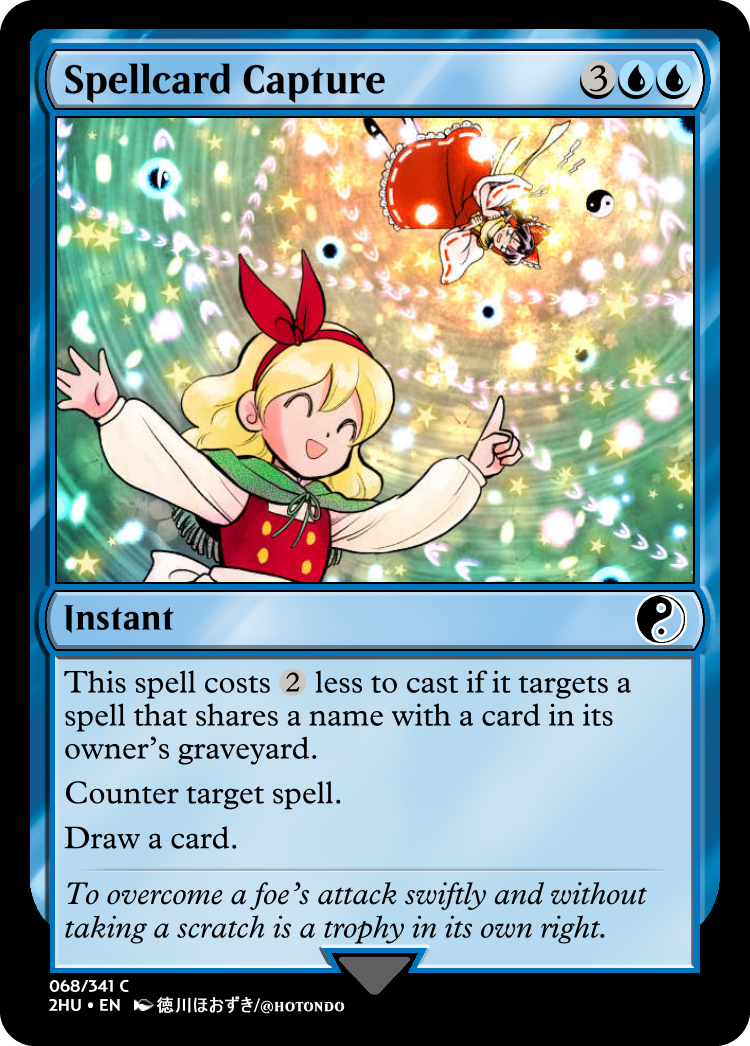 Spellcard Capture 3
Instant
This spell costs 2 less to cast if it targets a
spell that shares a name with a card in its
owner's graveyard.
Counter target spell.
Draw a card.
To overcome a foe's attack swiftly and without
taking a scratch is a trophy in its own right.
068/341 C
2HU • EN 徳川ほおずき/@HOTONDO